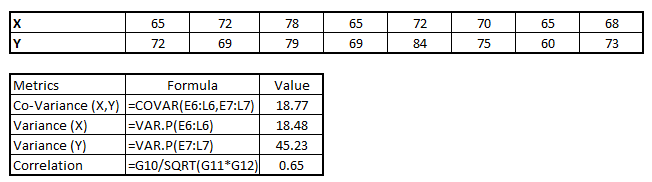 X 65 72 78 65 72 70 65 68
Y 72 69 79 69 84 75 60 73
Metrics Formula Value
Co-Variance (X,Y) =COVAR(E6:L6,E7:L7) 18.77
Variance (X) =VAR.P(E6:L6) 18.48
Variance (Y) =VAR.P(E7:L7) 45.23
Correlation =G10/SQRT(G11*G12) 0.65